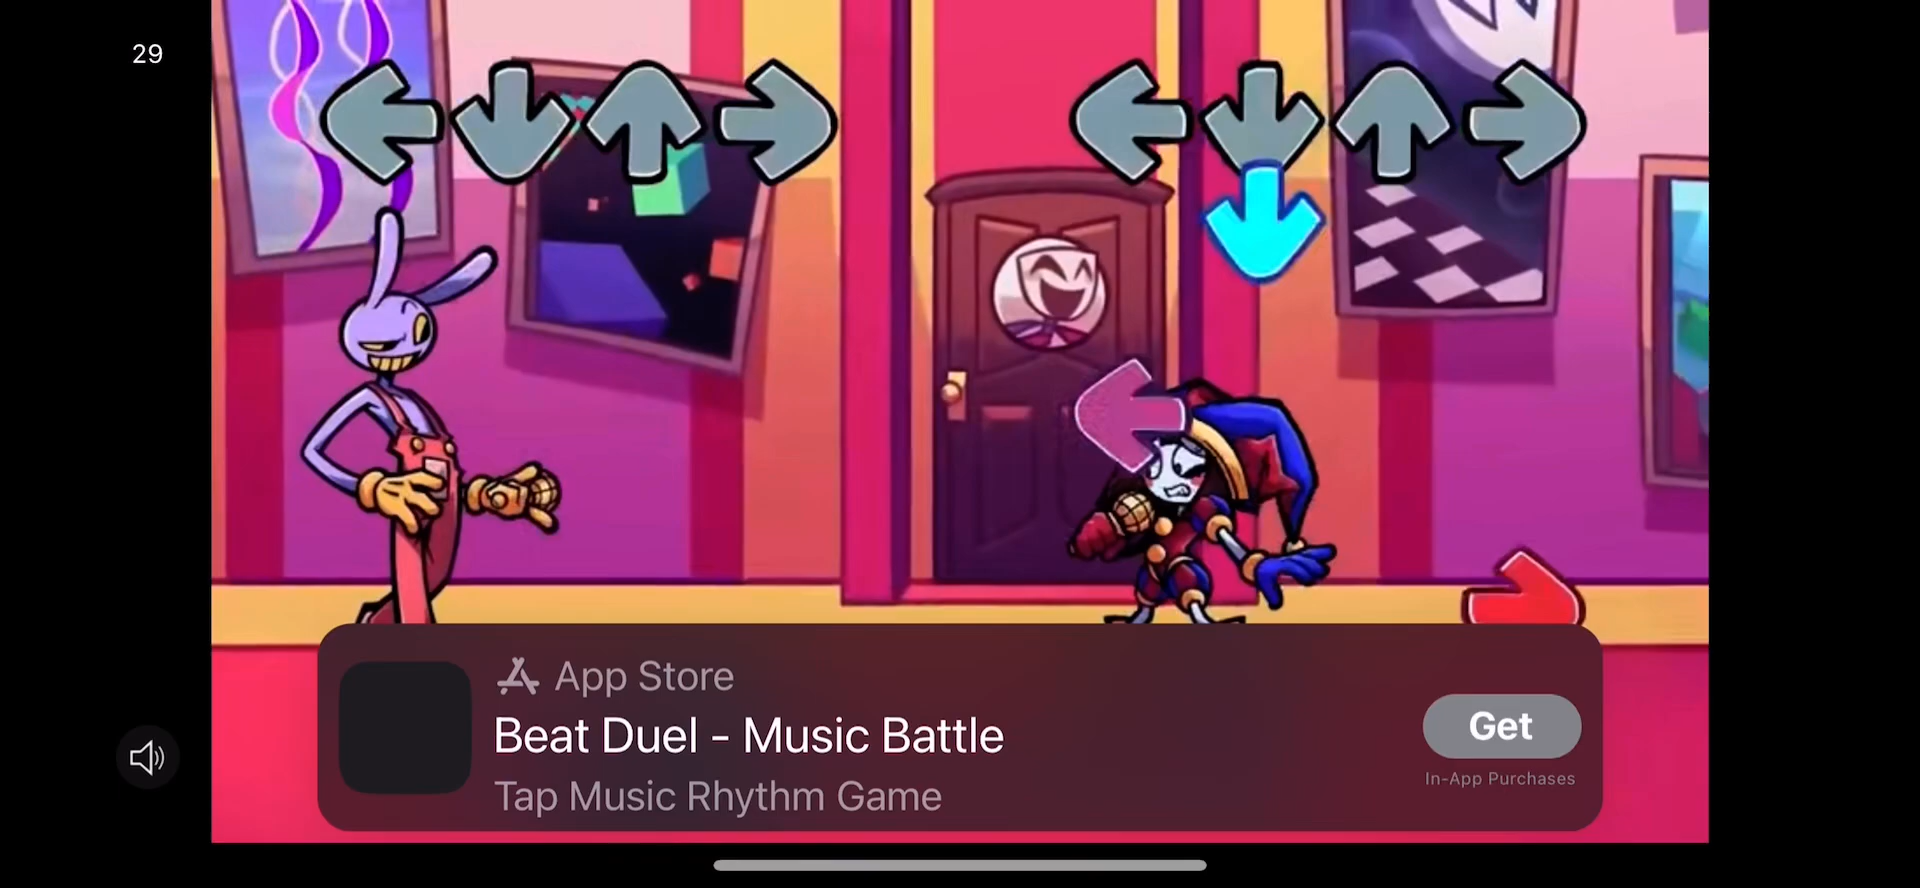 29
App Store
Beat Duel - Music Battle
Tap Music Rhythm Game
Get
In-App Purchases